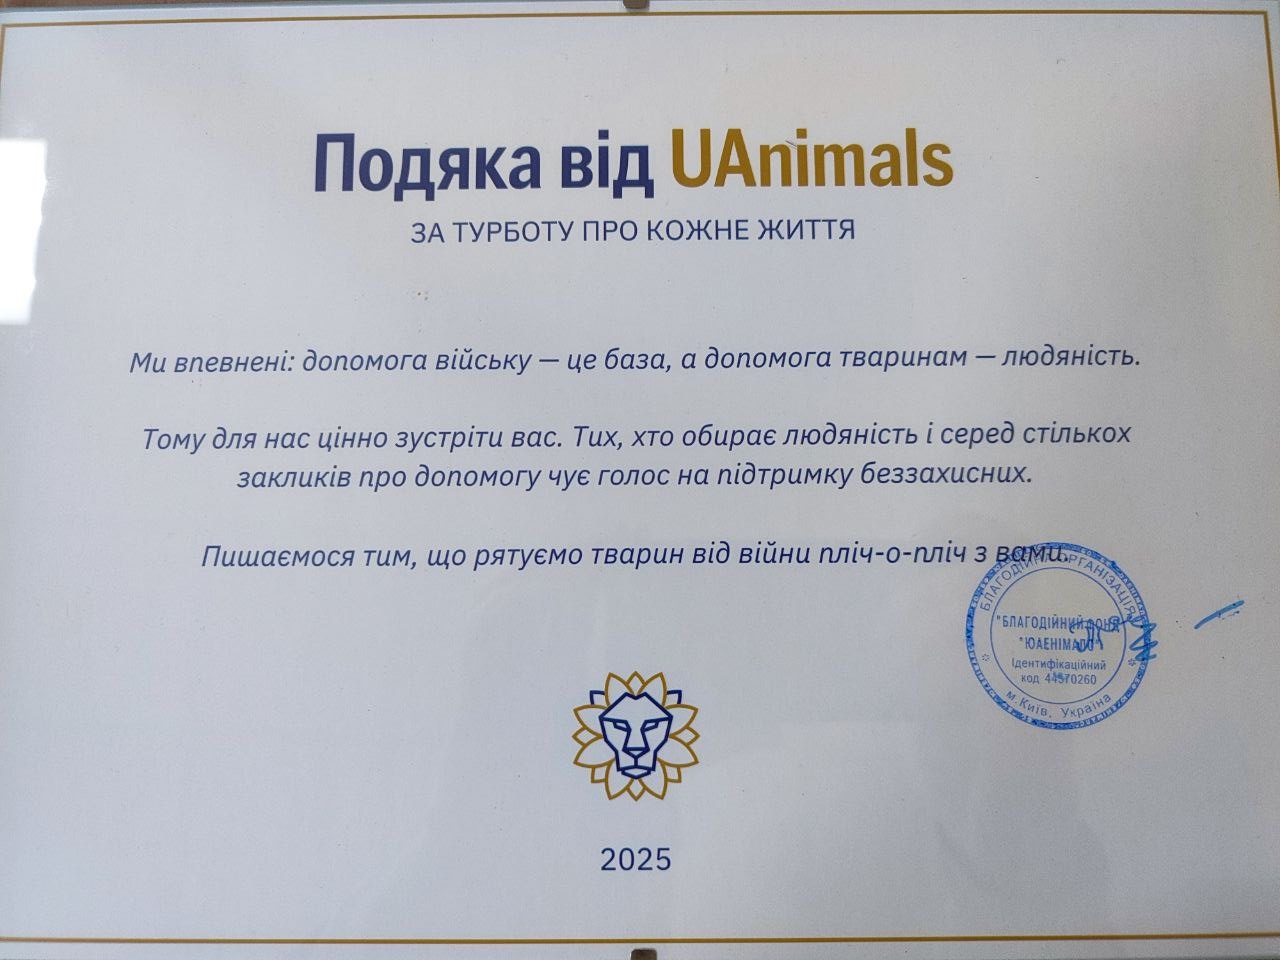 Подяка від UAnimals
ЗА ТУРБОТУ ПРО КОЖНЕ ЖИТТЯ
Ми впевнені: допомога війську — це база, а допомога тваринам — людяність.
Тому для нас цінно зустріти вас. Тих, хто обирає людяність і серед стількох
закликів про допомогу чує голос на підтримку беззахисних.
Пишаємося тим, що рятуємо тварин від війни пліч-о-пліч з вами.
БЛАГОДІЙНА ОРГАНІЗАЦІЯ
"БЛАГОДІЙНИЙ ФОНД
"ЮАЕНІМАЛС"
Ідентифікаційний
код 44570260
м. Київ, Україна
2025